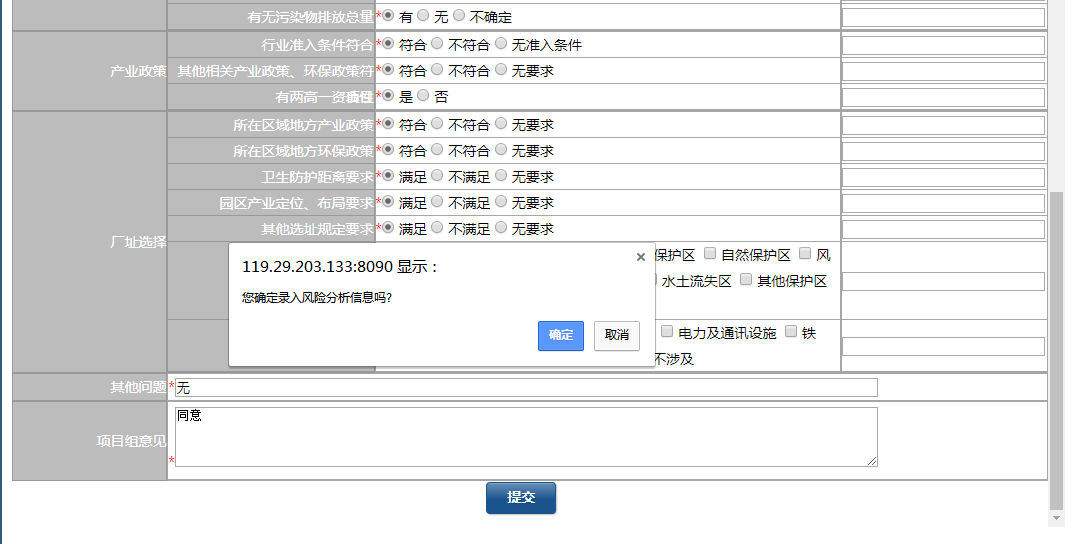 有无污染物排放总量 * 有 无 不确定
产业政策
行业准入条件符合 * 符合 不符合 无准入条件
其他相关产业政策、环保政策符 * 符合 不符合 无要求
有两高一资 * 是 否
厂址选择
所在区域地方产业政策 * 符合 不符合 无要求
所在区域地方环保政策 * 符合 不符合 无要求
卫生防护距离要求 * 满足 不满足 无要求
园区产业定位、布局要求 * 满足 不满足 无要求
其他选址规定要求 * 满足 不满足 无要求
保护区 自然保护区 风
水土流失区 其他保护区
119.29.203.133:8090 显示：
您确定录入风险分析信息吗?
确定 取消
电力及通讯设施 铁
不涉及
其他问题 * 无
项目组意见 * 同意
提交